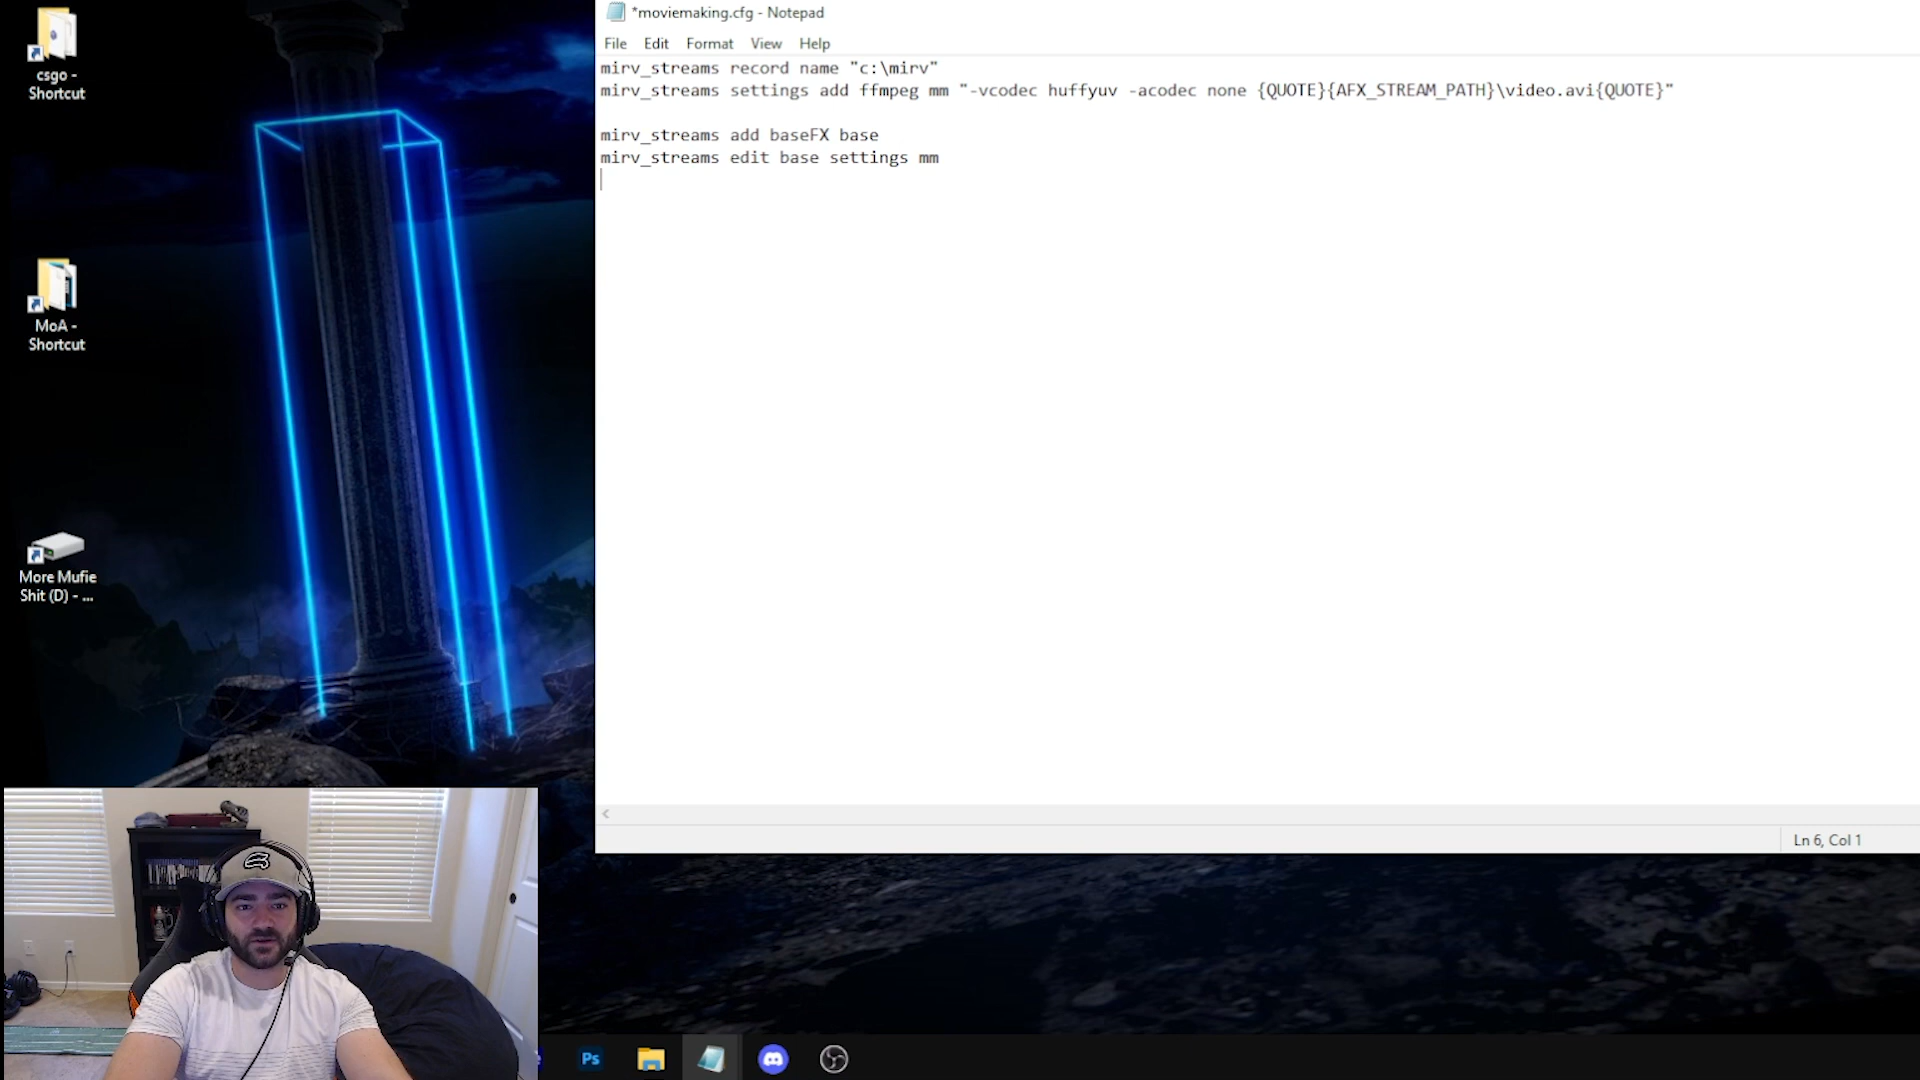 csgo -
Shortcut
MoA -
Shortcut
More Mufie
Shit (D) - ...
*moviemaking.cfg - Notepad
File Edit Format View Help
mirv_streams record name "c:\mirv"
mirv_streams settings add ffmpeg mm "-vcodec huffyuv -acodec none {QUOTE}{AFX_STREAM_PATH}\video.avi{QUOTE}"
mirv_streams add baseFX base
mirv_streams edit base settings mm
Ln 6, Col 1
Ps